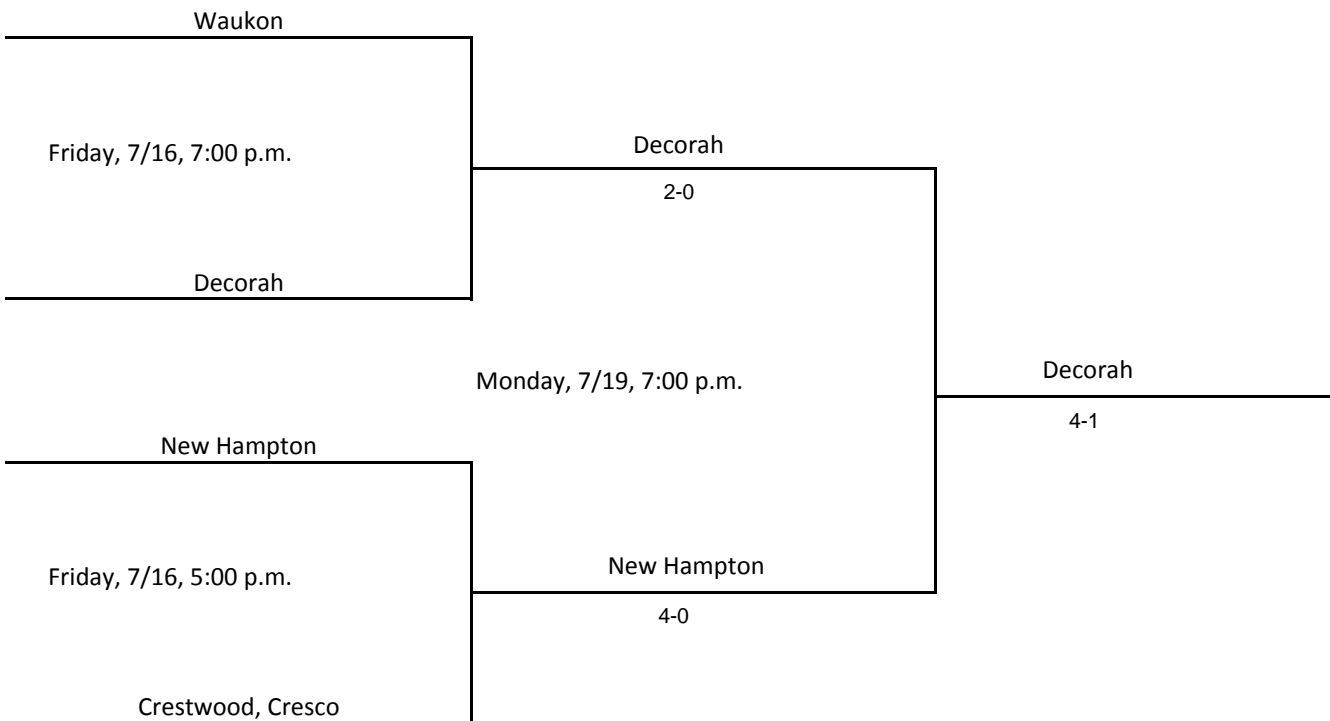 Waukon
Friday, 7/16, 7:00 p.m.
Decorah
2-0
Decorah
Monday, 7/19, 7:00 p.m.
Decorah
4-1
New Hampton
Friday, 7/16, 5:00 p.m.
New Hampton
4-0
Crestwood, Cresco